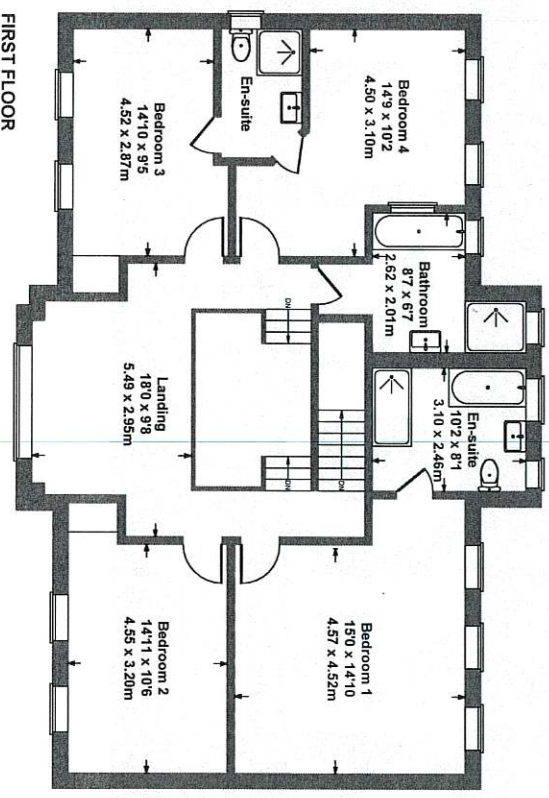 Bedroom 4
14'9 x 10'2
4.50 x 3.10m
Bathroom
8'7 x 6'7
2.62 x 2.01m
En-suite
10'2 x 8'1
3.10 x 2.46m
Bedroom 1
15'0 x 14'10
4.57 x 4.52m
En-suite
DN
DN
DN
Bedroom 3
14'10 x 9'5
4.52 x 2.87m
Landing
18'0 x 9'8
5.49 x 2.95m
Bedroom 2
14'11 x 10'6
4.55 x 3.20m
FIRST FLOOR